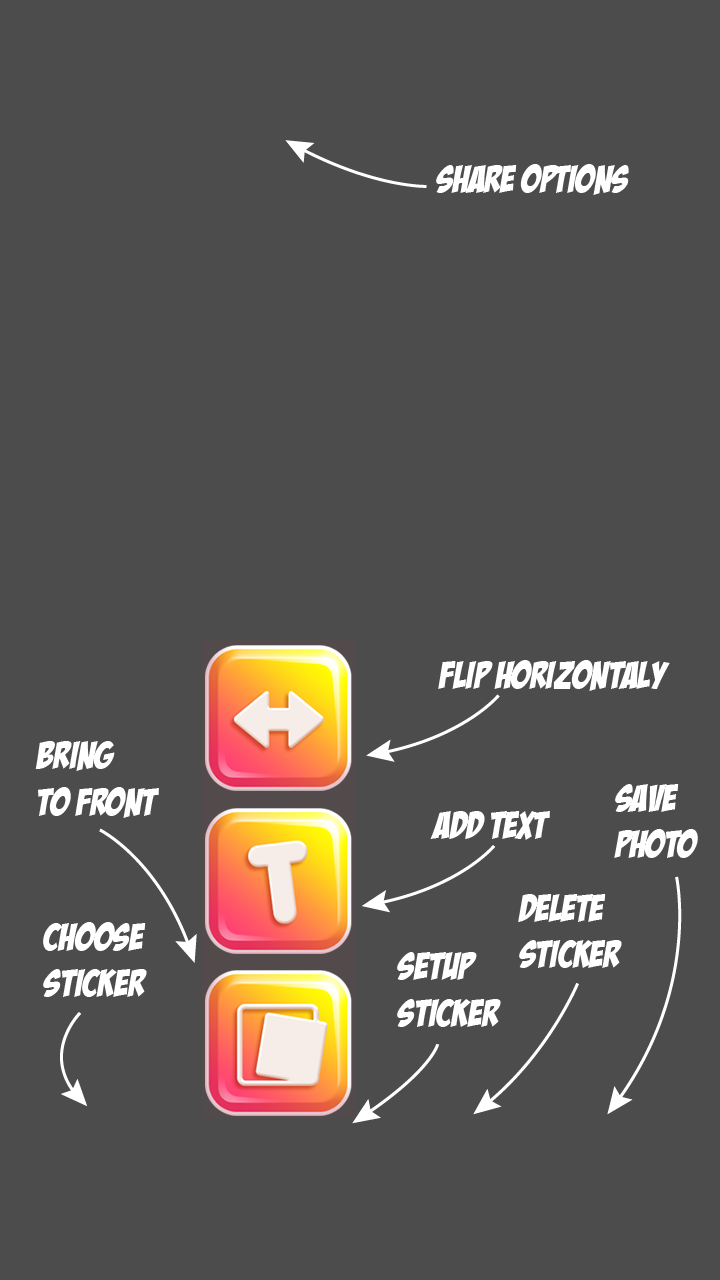 SHARE OPTIONS
FLIP HORIZONTALY
BRING
TO FRONT
ADD TEXT
SAVE
PHOTO
CHOOSE
STICKER
SETUP
STICKER
DELETE
STICKER
T